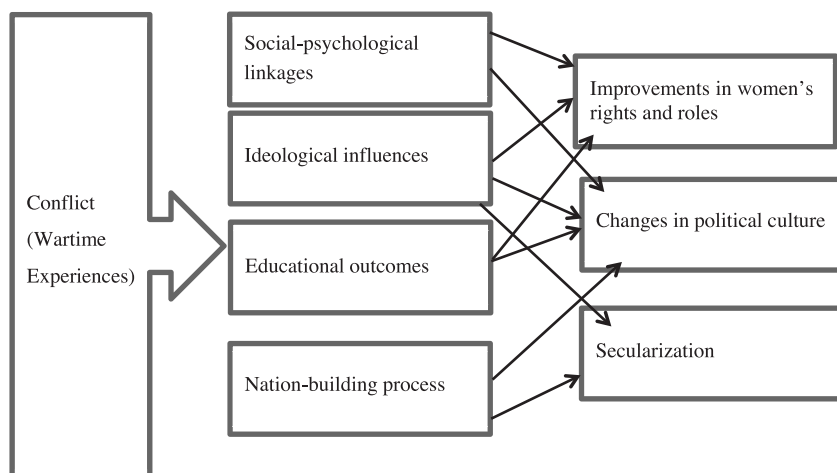 Conflict
(Wartime
Experiences)
Social-psychological
linkages
Ideological influences
Educational outcomes
Nation-building process
Improvements in women’s
rights and roles
Changes in political culture
Secularization